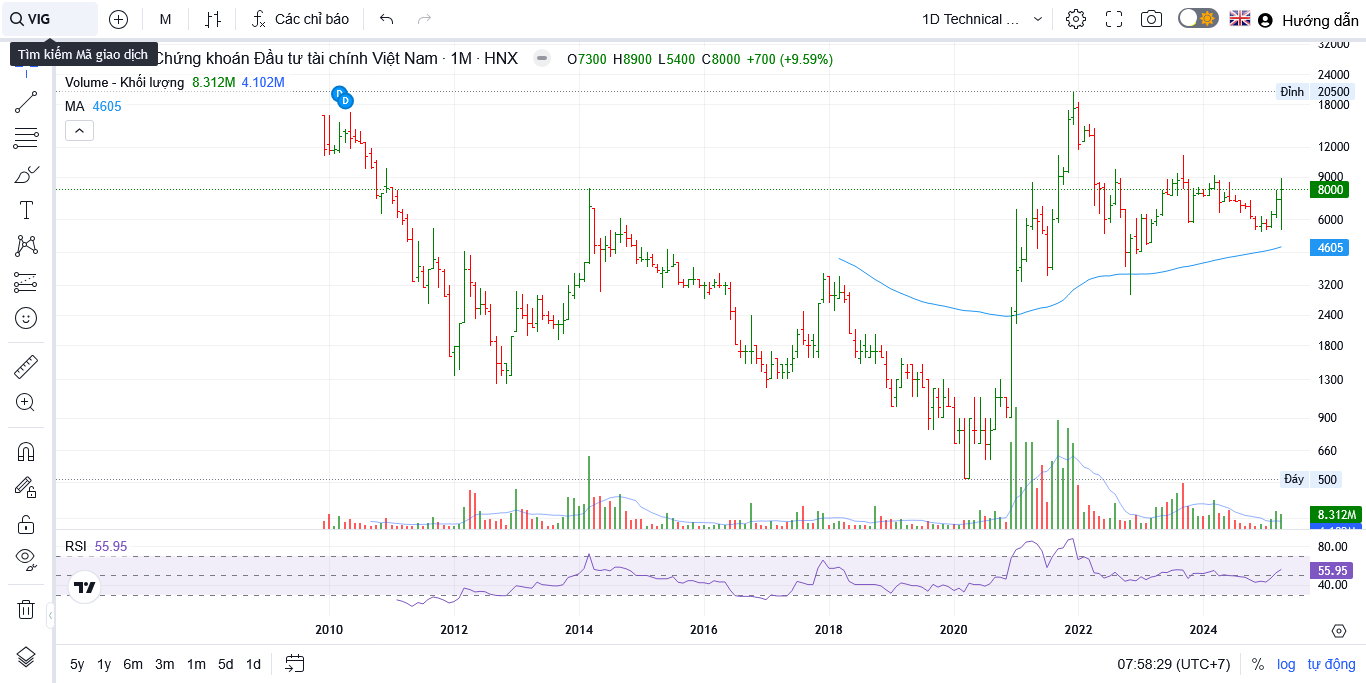 VIG
M
Các chỉ báo
1D Technical ...
Hướng dẫn
Tìm kiếm Mã giao dịch
Chứng khoán Đầu tư tài chính Việt Nam · 1M · HNX
O7300 H8900 L5400 C8000 +700 (+9.59%)
Volume - Khối lượng 8.312M 4.102M
MA 4605
D
D
32000
24000
Đỉnh 20500
18000
12000
9000
8000
6000
4605
3200
2400
1800
1300
900
660
Đáy 500
8.312M
RSI 55.95
80.00
55.95
40.00
2010 2012 2014 2016 2018 2020 2022 2024
5y 1y 6m 3m 1m 5d 1d
07:58:29 (UTC+7) % log tự động